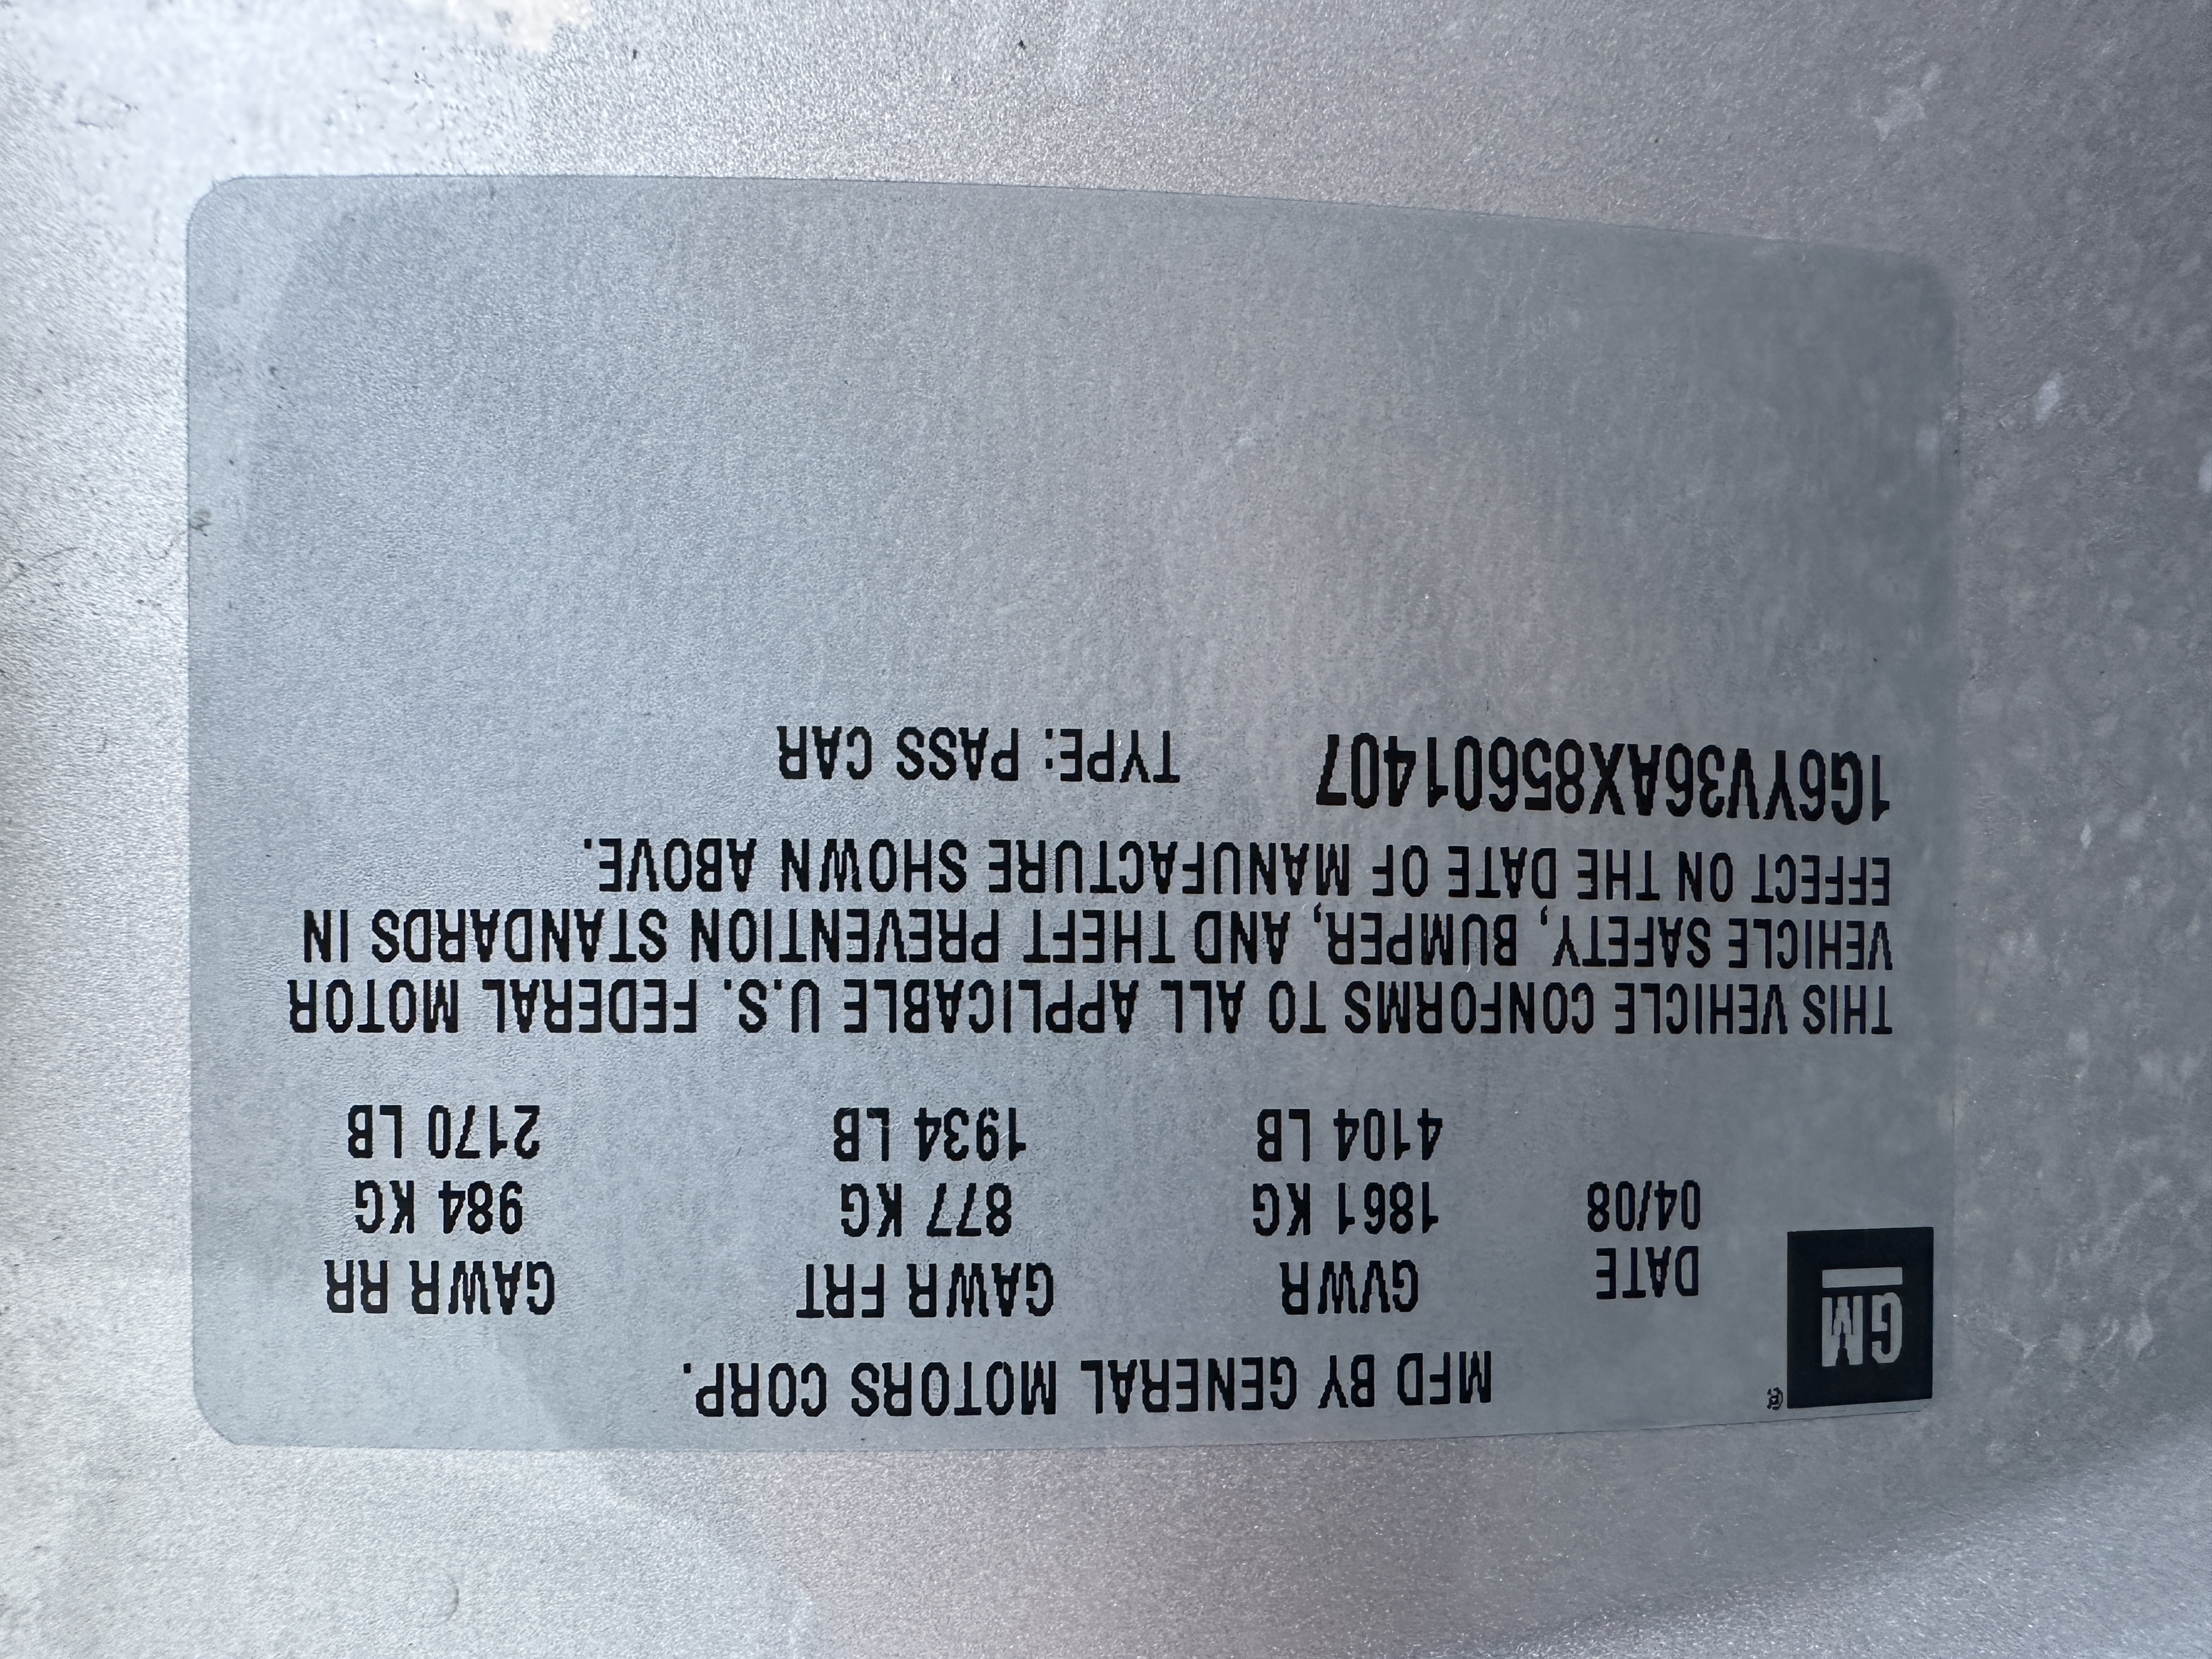 GM ®
MFD BY GENERAL MOTORS CORP.
DATE GVWR GAWR FRT GAWR RR
04/08 1861 KG 877 KG 984 KG
4104 LB 1934 LB 2170 LB
THIS VEHICLE CONFORMS TO ALL APPLICABLE U.S. FEDERAL MOTOR
VEHICLE SAFETY, BUMPER, AND THEFT PREVENTION STANDARDS IN
EFFECT ON THE DATE OF MANUFACTURE SHOWN ABOVE.
1G6YV36AX85601407 TYPE: PASS CAR